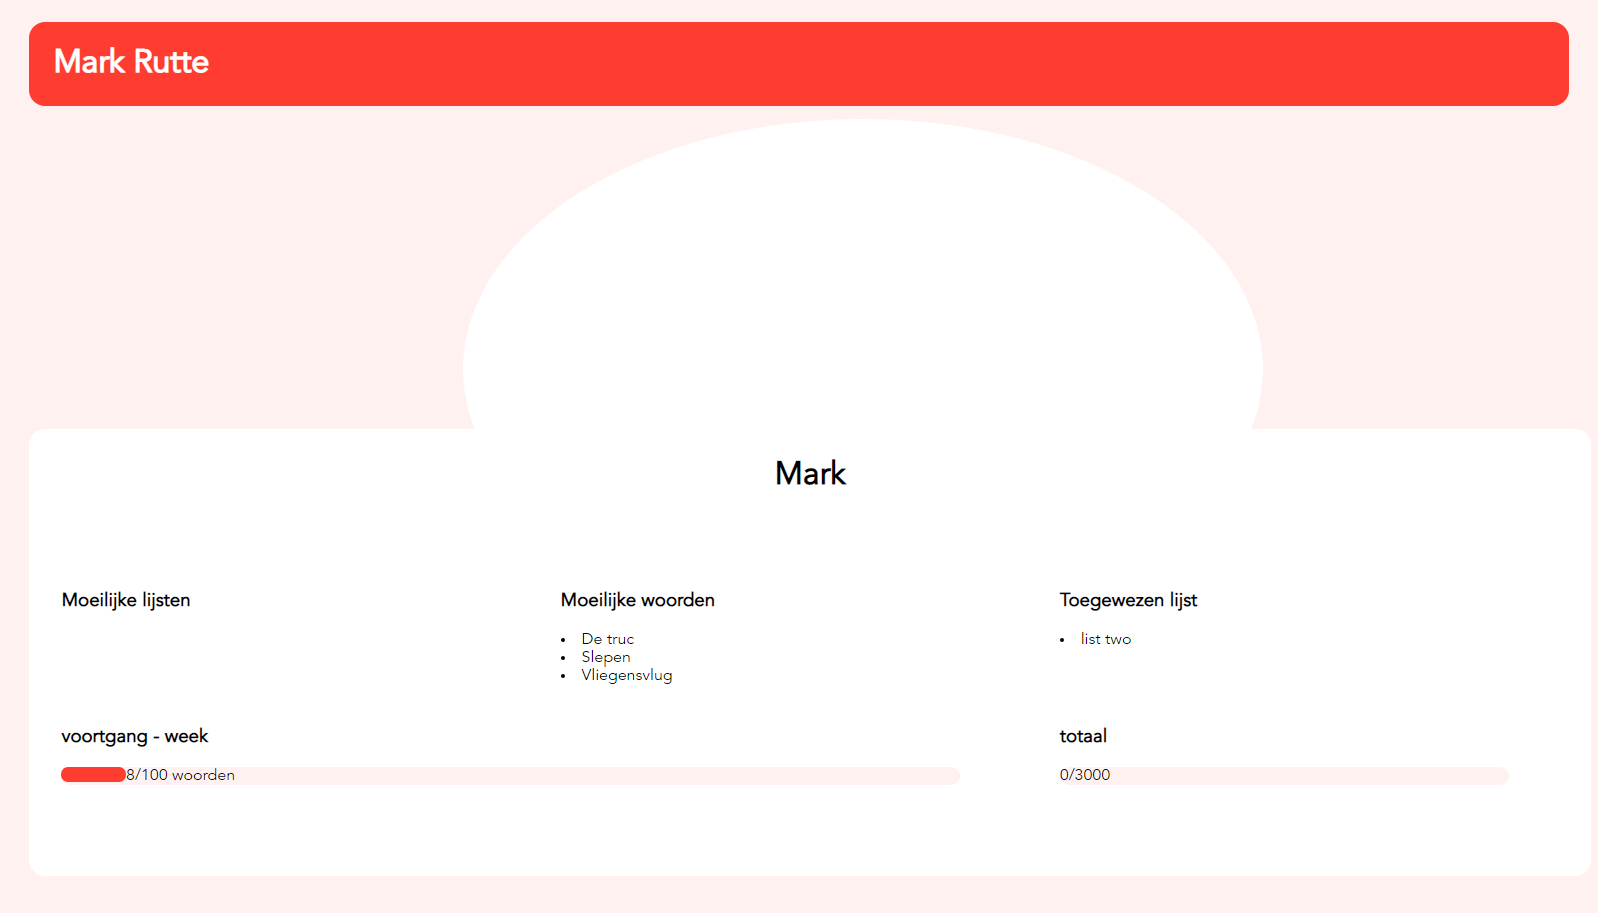 Mark Rutte
Mark
Moeilijke lijsten
Moeilijke woorden
• De truc
• Slepen
• Vliegensvlug
Toegewezen lijst
• list two
voortgang - week
8/100 woorden
totaal
0/3000